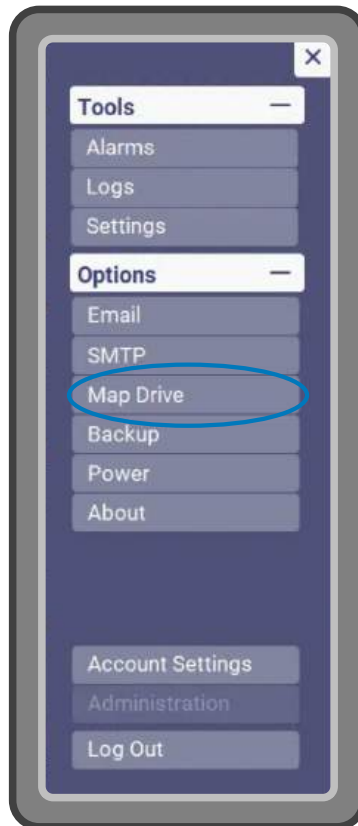 ×
Tools —
Alarms
Logs
Settings
Options —
Email
SMTP
Map Drive
Backup
Power
About
Account Settings
Administration
Log Out